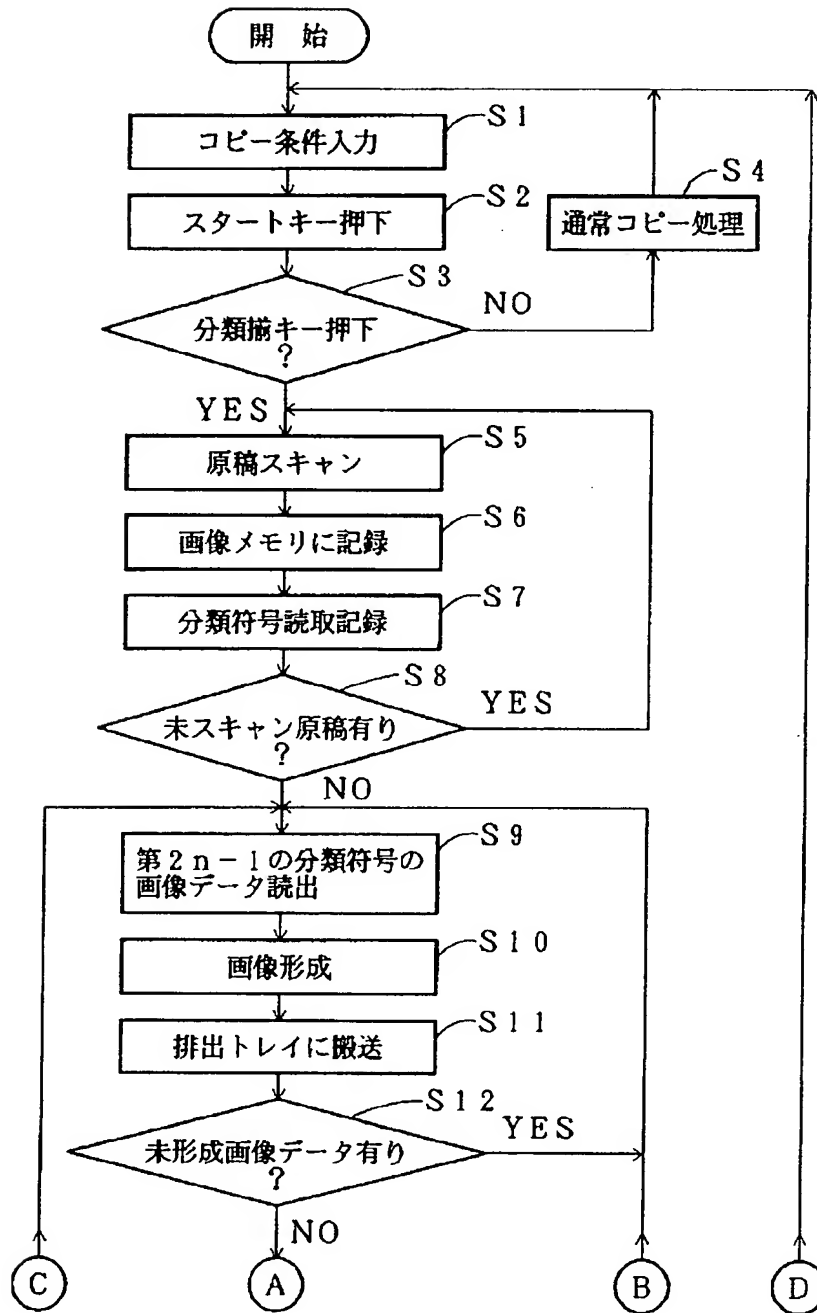 開 始
S1
コピー条件入力
S2
スタートキー押下
S4
通常コピー処理
S3
分類揃キー押下
?
NO
YES
S5
原稿スキャン
S6
画像メモリに記録
S7
分類符号読取記録
S8
未スキャン原稿有り
?
YES
NO
S9
第2n-1の分類符号の
画像データ読出
S10
画像形成
S11
排出トレイに搬送
S12
未形成画像データ有り
?
YES
NO
C
A
B
D